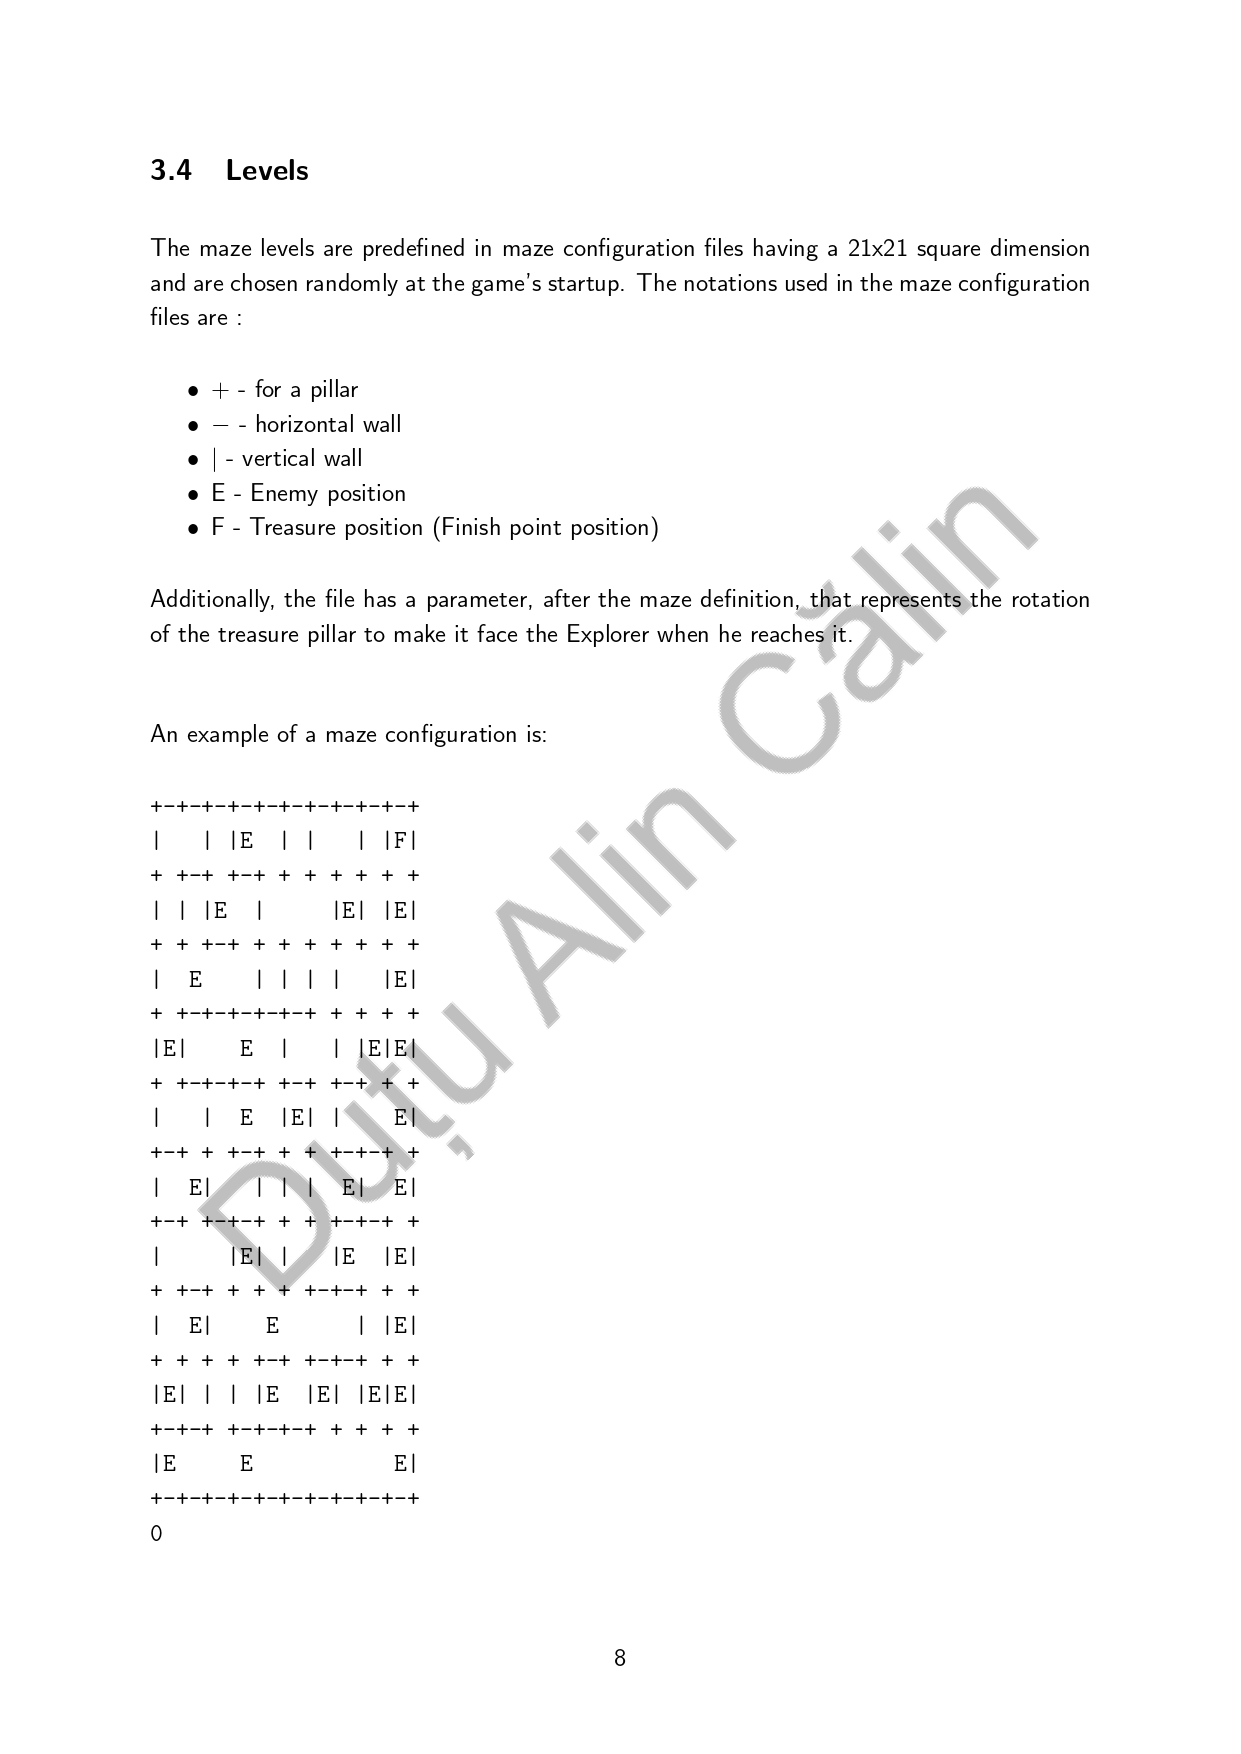 3.4 Levels
The maze levels are predefined in maze configuration files having a 21x21 square dimension
and are chosen randomly at the game's startup. The notations used in the maze configuration
files are :
• + - for a pillar
• − - horizontal wall
• | - vertical wall
• E - Enemy position
• F - Treasure position (Finish point position)
Additionally, the file has a parameter, after the maze definition, that represents the rotation
of the treasure pillar to make it face the Explorer when he reaches it.
An example of a maze configuration is:
+-+-+-+-+-+-+-+-+-+-+
|   | |E  | |   | |F|
+ +-+ +-+ + + + + + +
| | |E  |     |E| |E|
+ + +-+ + + + + + + +
|  E    | | | |   |E|
+ +-+-+-+-+-+ + + + +
|E|    E  |   | |E|E|
+ +-+-+-+ +-+ +-+ + +
|   |  E  |E| |    E|
+-+ + +-+ + + +-+-+ +
|  E|   | | |  E|  E|
+-+ +-+-+ + + +-+-+ +
|     |E| |   |E  |E|
+ +-+ + + + +-+-+ + +
|  E|    E      | |E|
+ + + + +-+ +-+-+ + +
|E| | | |E  |E| |E|E|
+-+-+ +-+-+-+ + + + +
|E     E           E|
+-+-+-+-+-+-+-+-+-+-+
0
Duțu Alin Călin
8